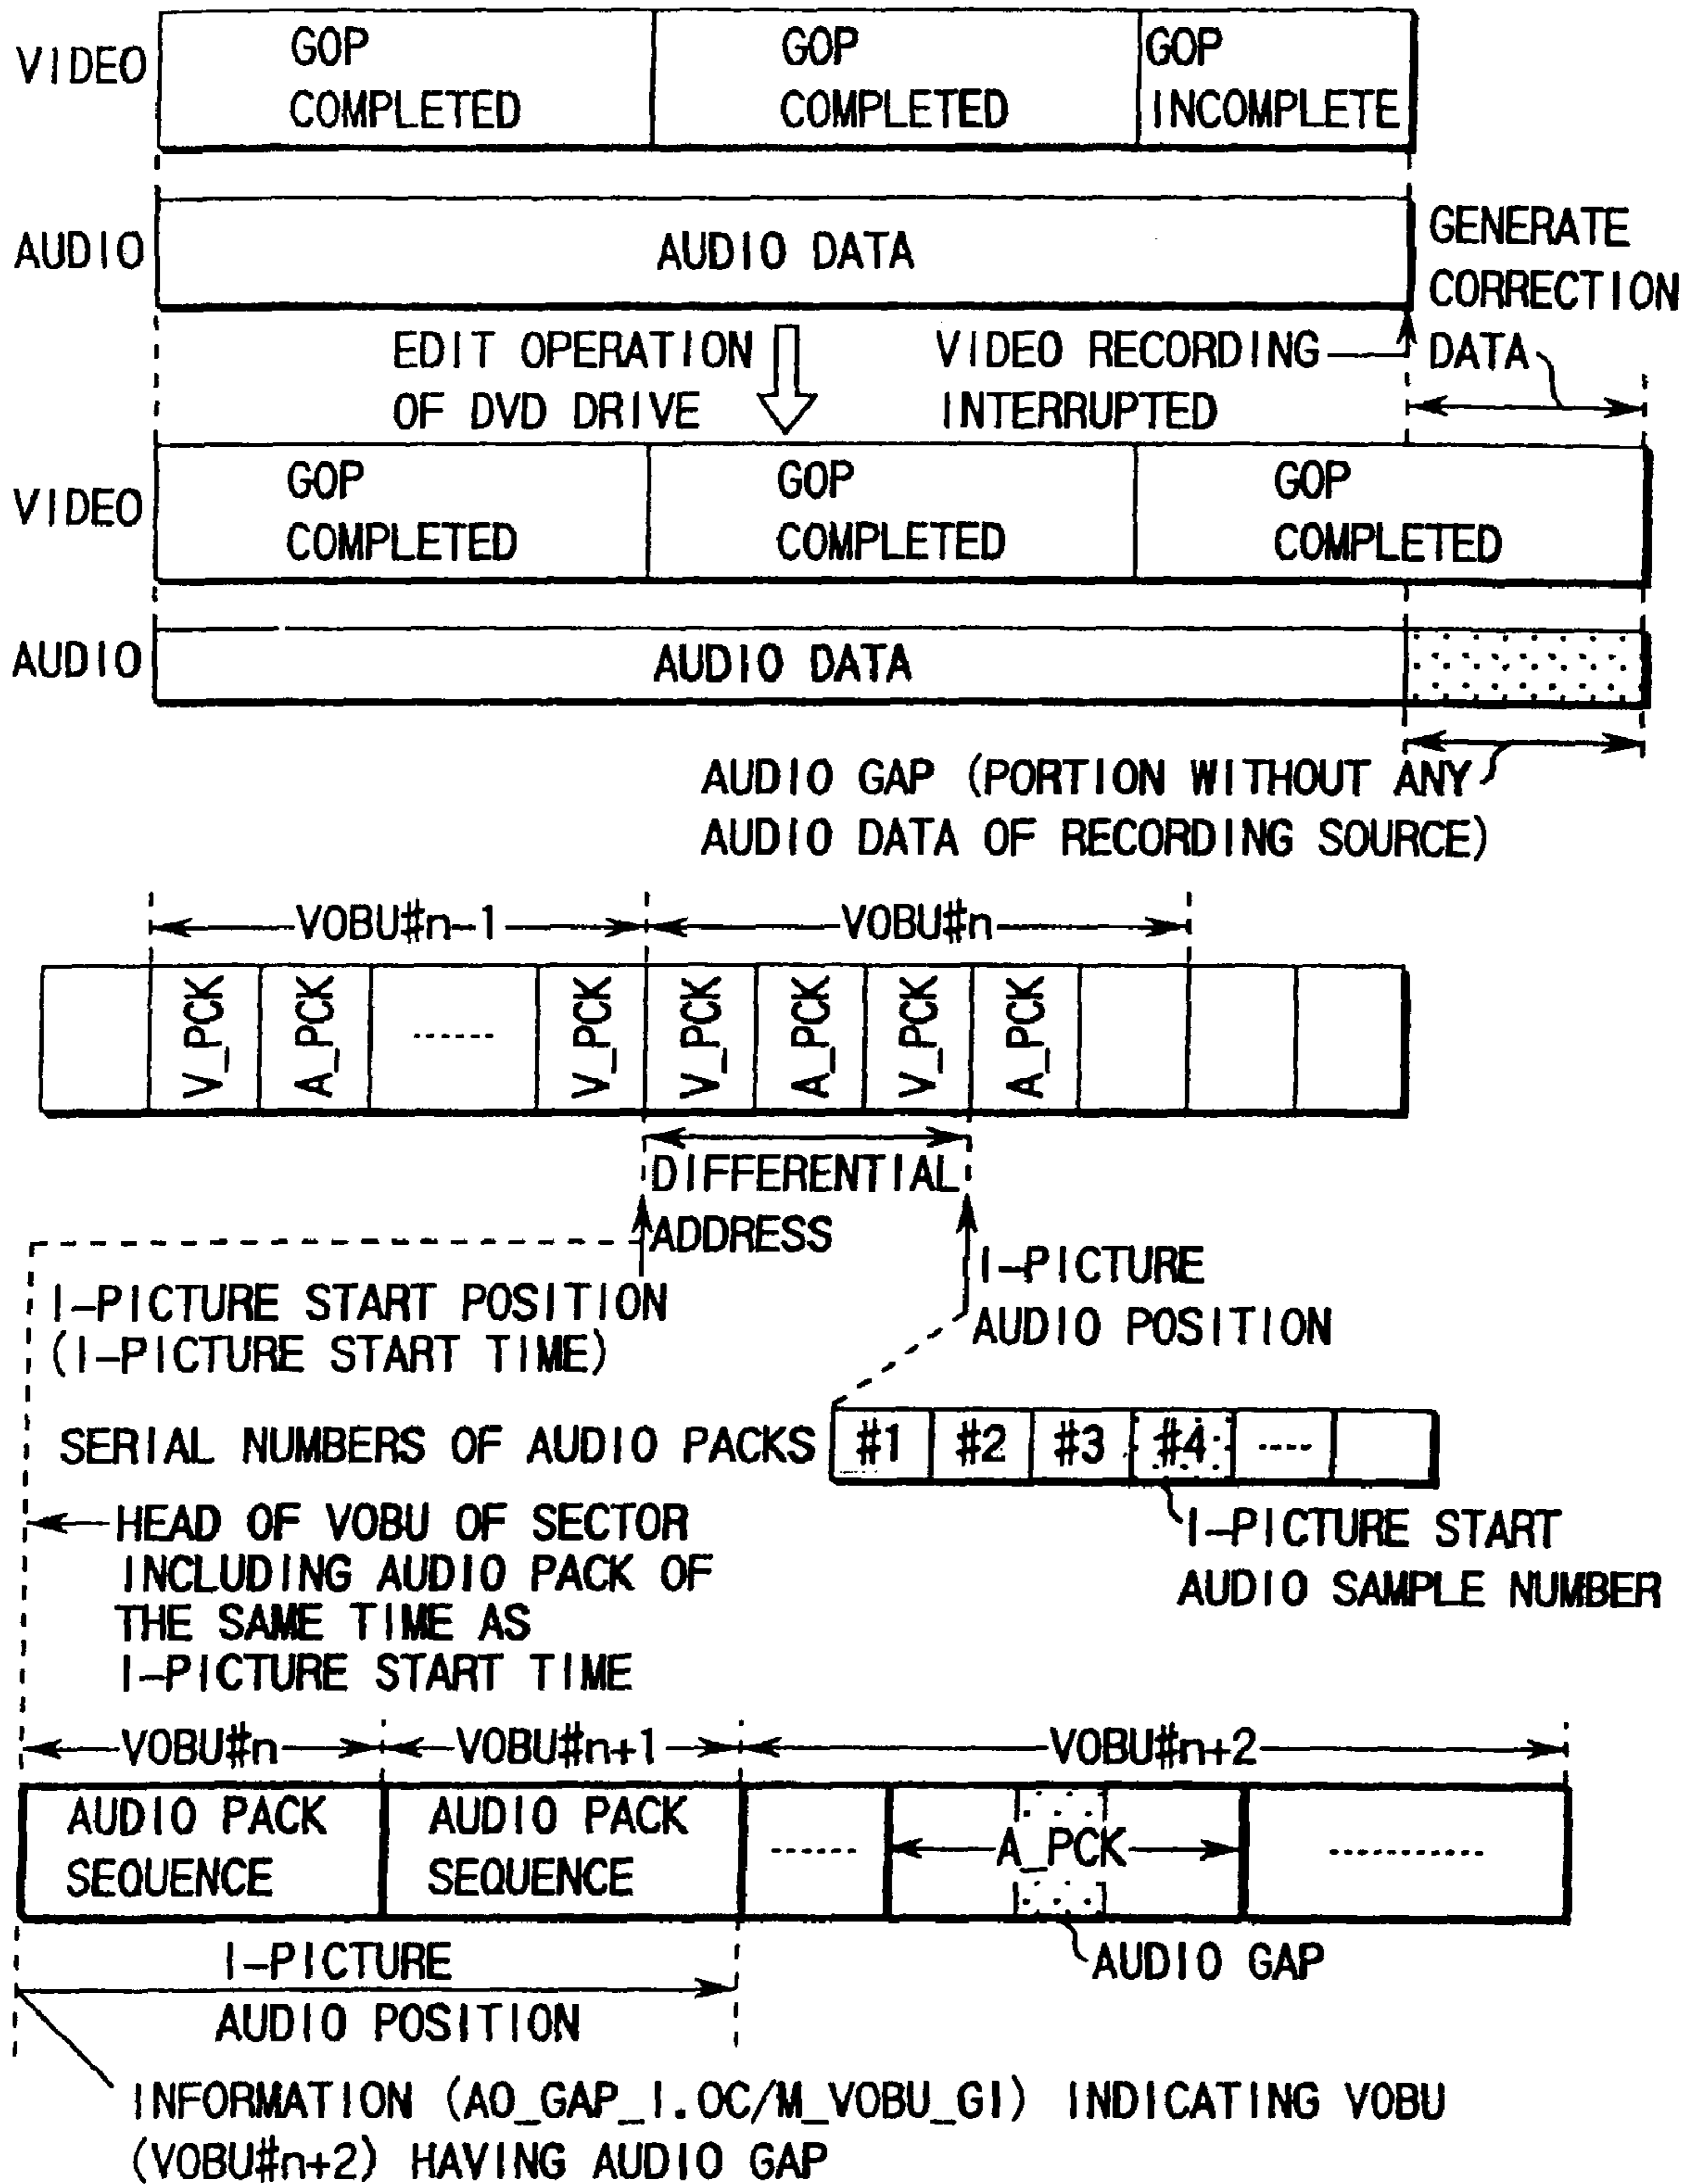 VIDEO
GOP
COMPLETED
GOP
COMPLETED
GOP
INCOMPLETE
AUDIO
AUDIO DATA
GENERATE
CORRECTION
DATA
EDIT OPERATION
OF DVD DRIVE
VIDEO RECORDING
INTERRUPTED
VIDEO
GOP
COMPLETED
GOP
COMPLETED
GOP
COMPLETED
AUDIO
AUDIO DATA
AUDIO GAP (PORTION WITHOUT ANY
AUDIO DATA OF RECORDING SOURCE)
VOBU#n-1
VOBU#n
V_PCK
A_PCK
V_PCK
V_PCK
A_PCK
V_PCK
A_PCK
DIFFERENTIAL
ADDRESS
I-PICTURE START POSITION
(I-PICTURE START TIME)
I-PICTURE
AUDIO POSITION
SERIAL NUMBERS OF AUDIO PACKS
#1
#2
#3
#4
I-PICTURE START
AUDIO SAMPLE NUMBER
HEAD OF VOBU OF SECTOR
INCLUDING AUDIO PACK OF
THE SAME TIME AS
I-PICTURE START TIME
VOBU#n
VOBU#n+1
VOBU#n+2
AUDIO PACK
SEQUENCE
AUDIO PACK
SEQUENCE
A_PCK
AUDIO GAP
I-PICTURE
AUDIO POSITION
INFORMATION (AO_GAP_I.OC/M_VOBU_GI) INDICATING VOBU
(VOBU#n+2) HAVING AUDIO GAP